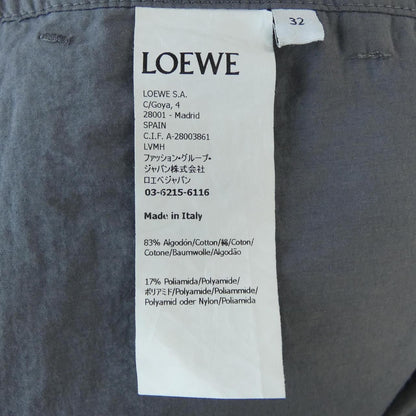 32
LOEWE
LOEWE S.A.
C/Goya, 4
28001 - Madrid
SPAIN
C.I.F. A-28003861
LVMH
ファッション・グループ・
ジャパン株式会社
ロエベジャパン
03-6215-6116
Made in Italy
83% Algodón/Cotton/綿/Coton/
Cotone/Baumwolle/Algodão
17% Poliamida/Polyamide/
ポリアミド/Polyamide/Poliammide/
Polyamid oder Nylon/Poliamida